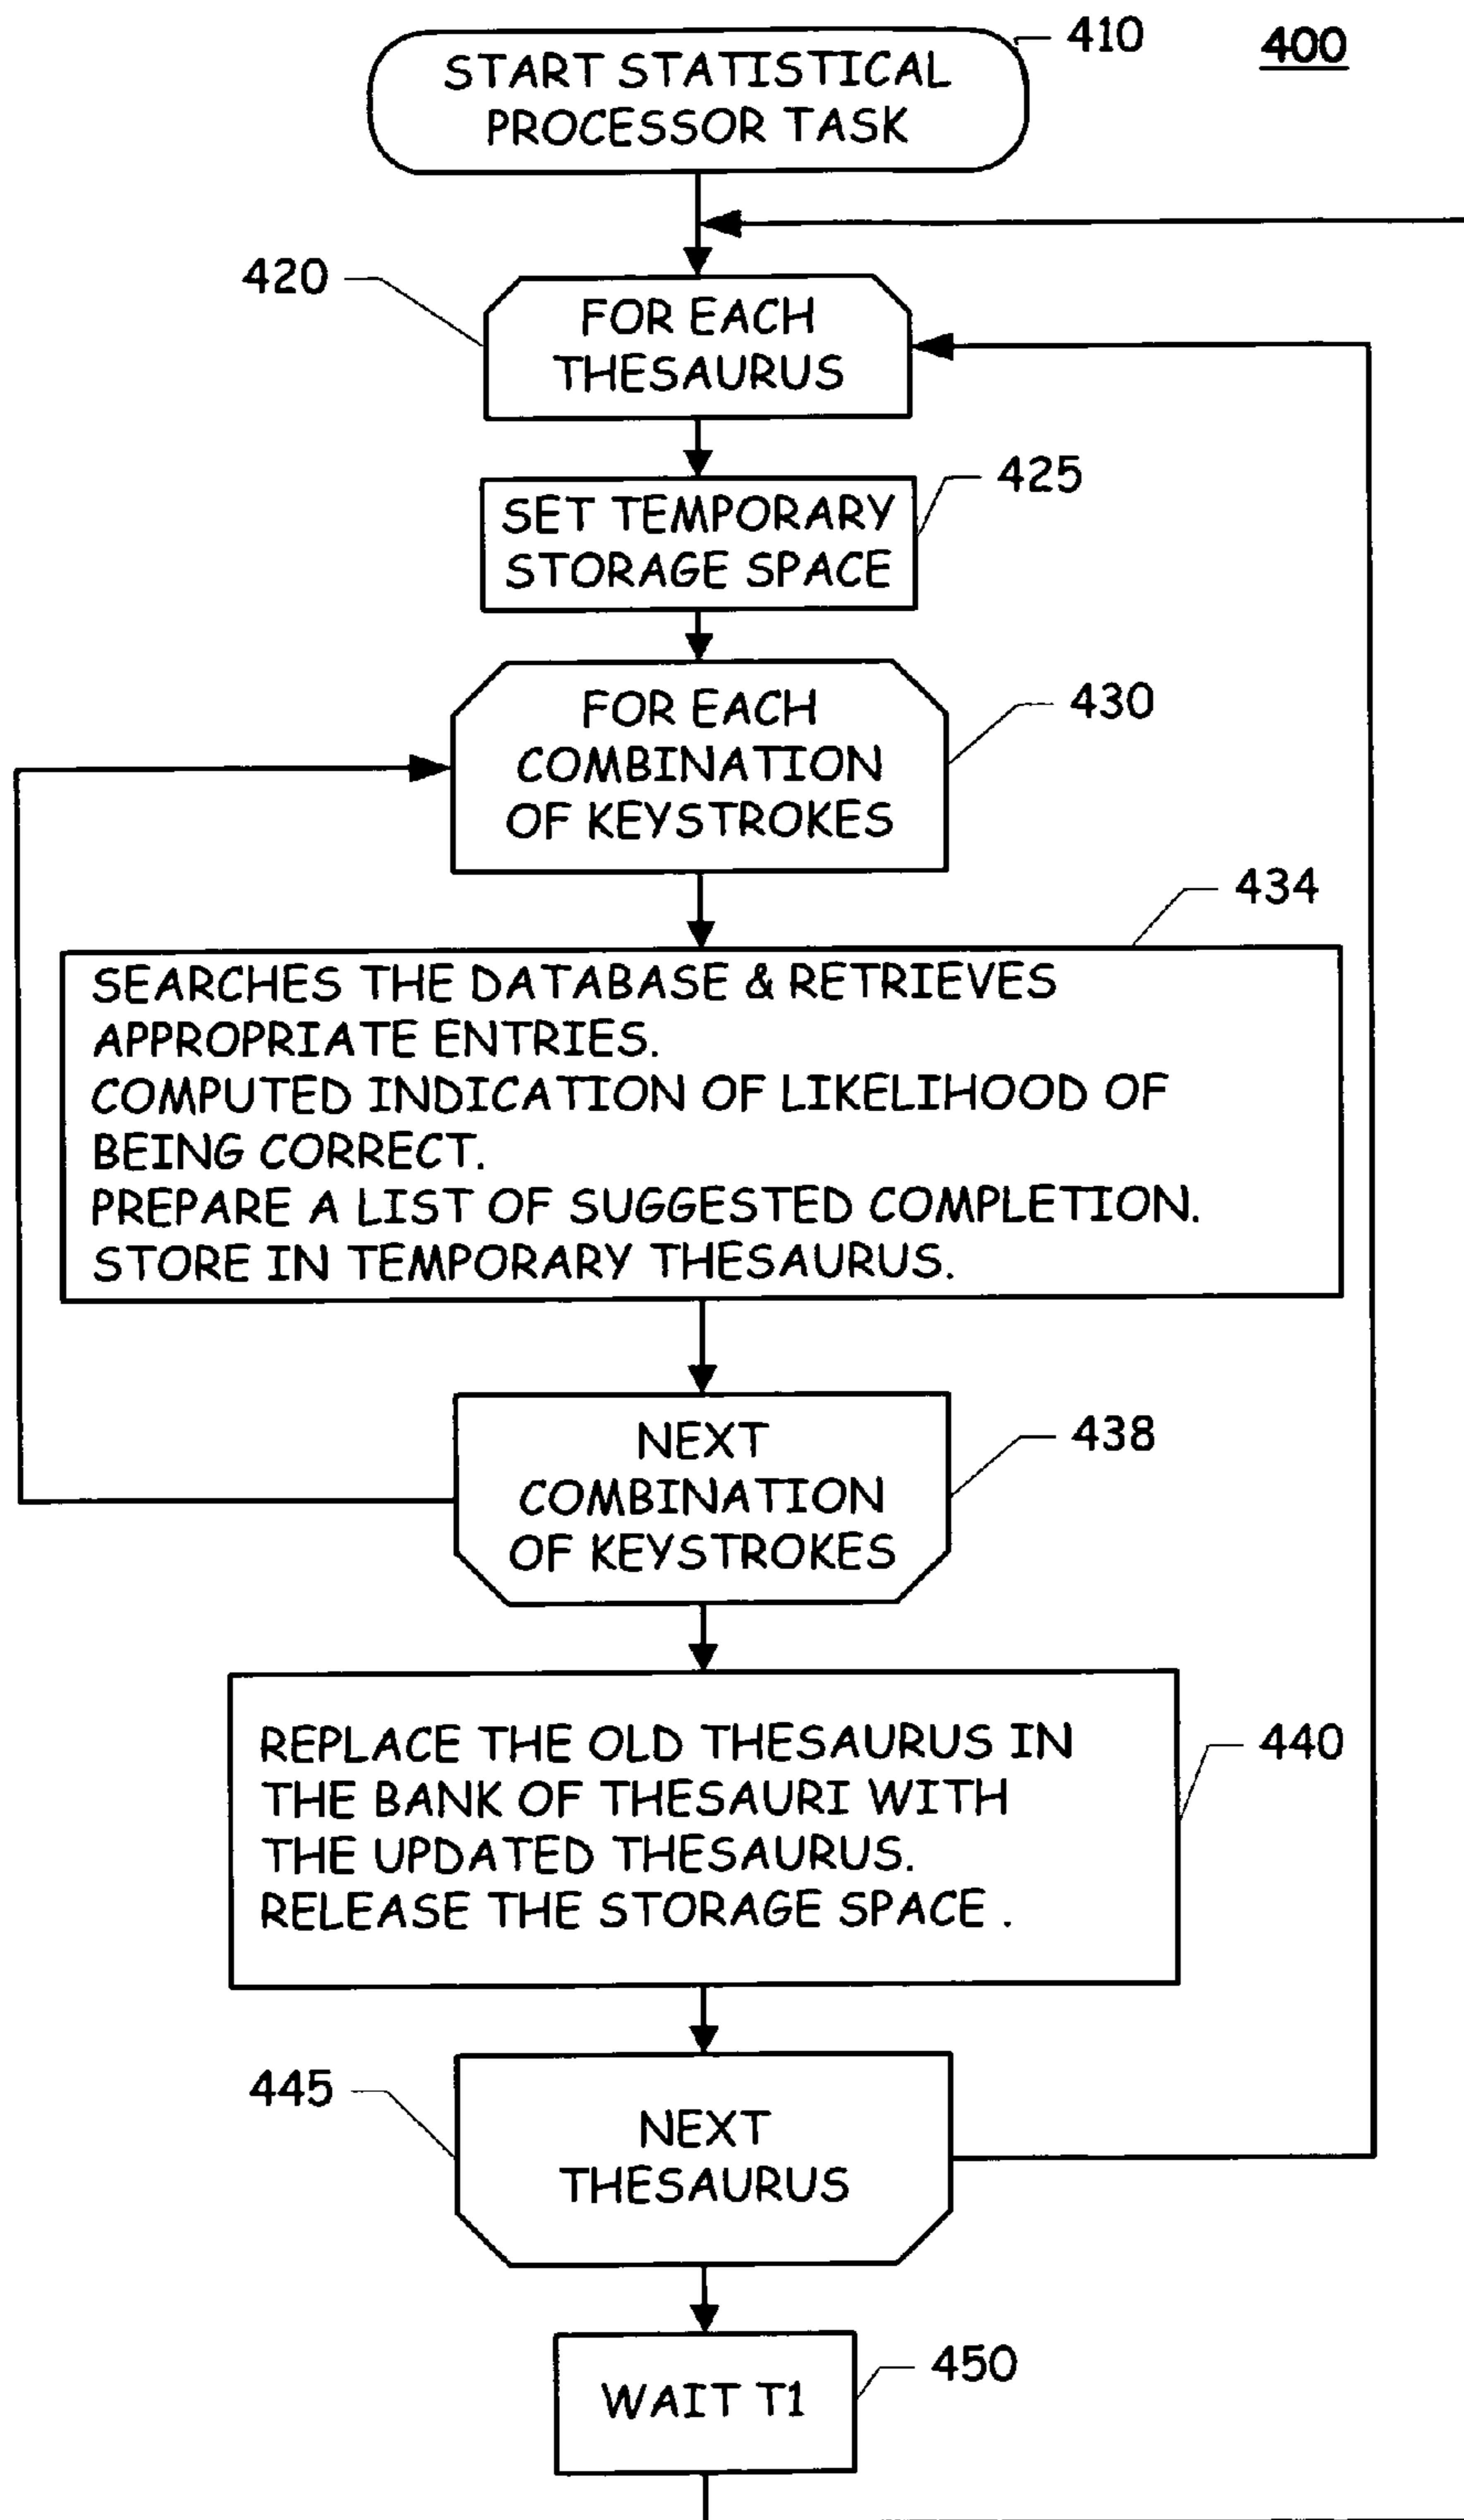 410
400
START STATISTICAL
PROCESSOR TASK
420
FOR EACH
THESAURUS
425
SET TEMPORARY
STORAGE SPACE
430
FOR EACH
COMBINATION
OF KEYSTROKES
434
SEARCHES THE DATABASE & RETRIEVES
APPROPRIATE ENTRIES.
COMPUTED INDICATION OF LIKELIHOOD OF
BEING CORRECT.
PREPARE A LIST OF SUGGESTED COMPLETION.
STORE IN TEMPORARY THESAURUS.
438
NEXT
COMBINATION
OF KEYSTROKES
440
REPLACE THE OLD THESAURUS IN
THE BANK OF THESAURI WITH
THE UPDATED THESAURUS.
RELEASE THE STORAGE SPACE .
445
NEXT
THESAURUS
450
WAIT T1